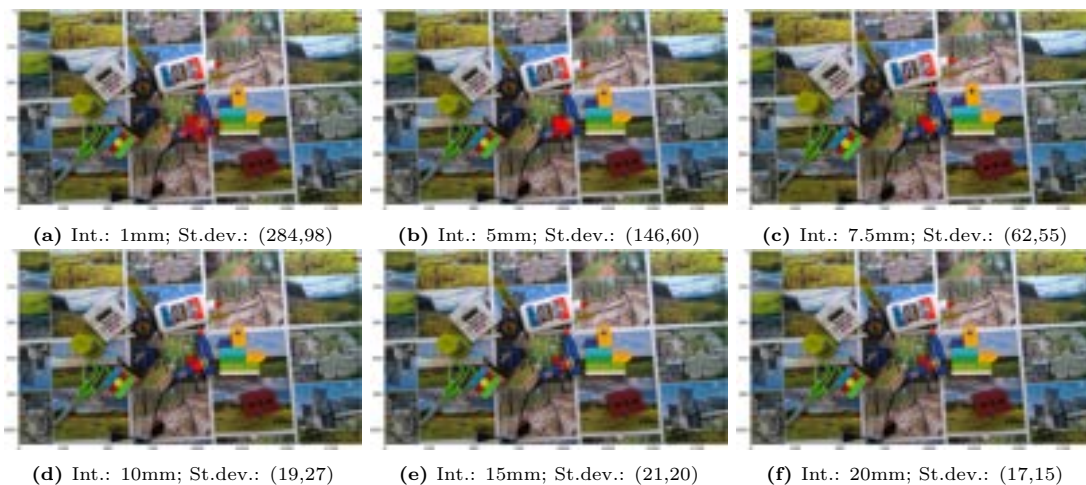 (a) Int.: 1mm; St.dev.: (284,98)
(b) Int.: 5mm; St.dev.: (146,60)
(c) Int.: 7.5mm; St.dev.: (62,55)
(d) Int.: 10mm; St.dev.: (19,27)
(e) Int.: 15mm; St.dev.: (21,20)
(f) Int.: 20mm; St.dev.: (17,15)